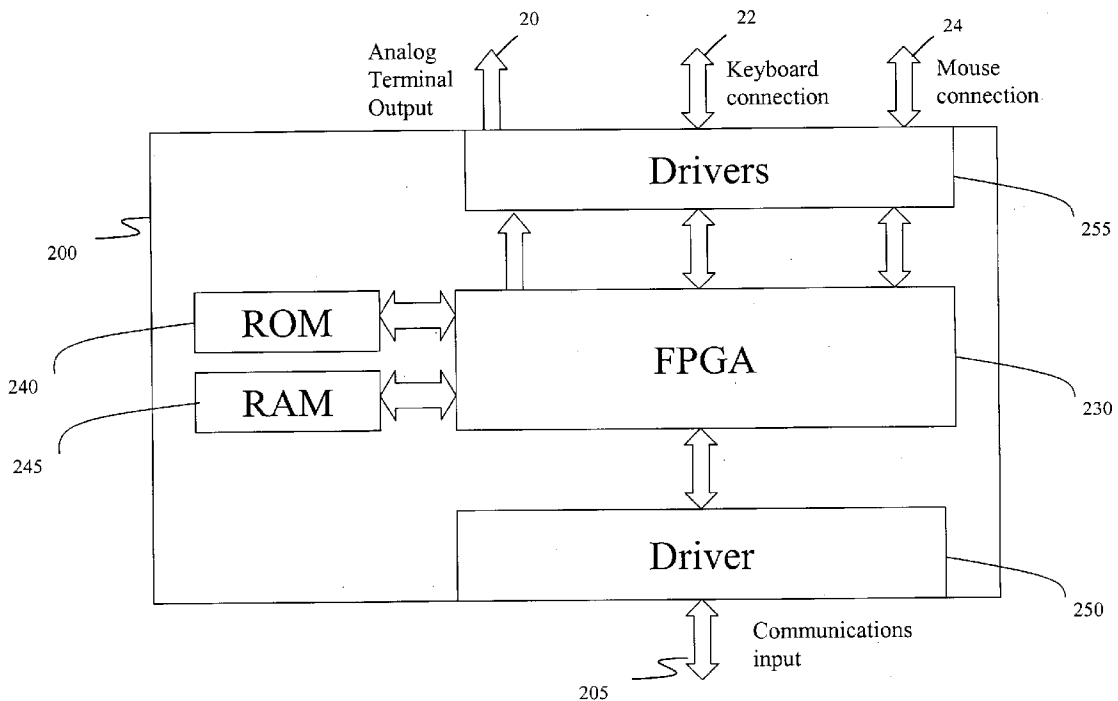 20
22
24
Analog
Terminal
Output
Keyboard
connection
Mouse
connection
Drivers
255
200
ROM
FPGA
240
RAM
230
245
Driver
250
Communications
input
205